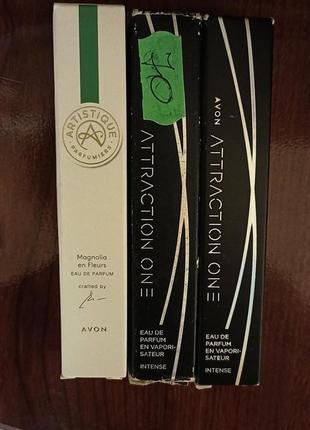 ARTISTIQUE
PARFUMIERS
Magnolia
en Fleurs
EAU DE PARFUM
crafted by
AVON
ATTRACTION ONE
EAU DE
PARFUM
EN VAPORI-
SATEUR
INTENSE
AVON
ATTRACTION ONE
EAU DE
PARFUM
EN VAPORI-
SATEUR
INTENSE